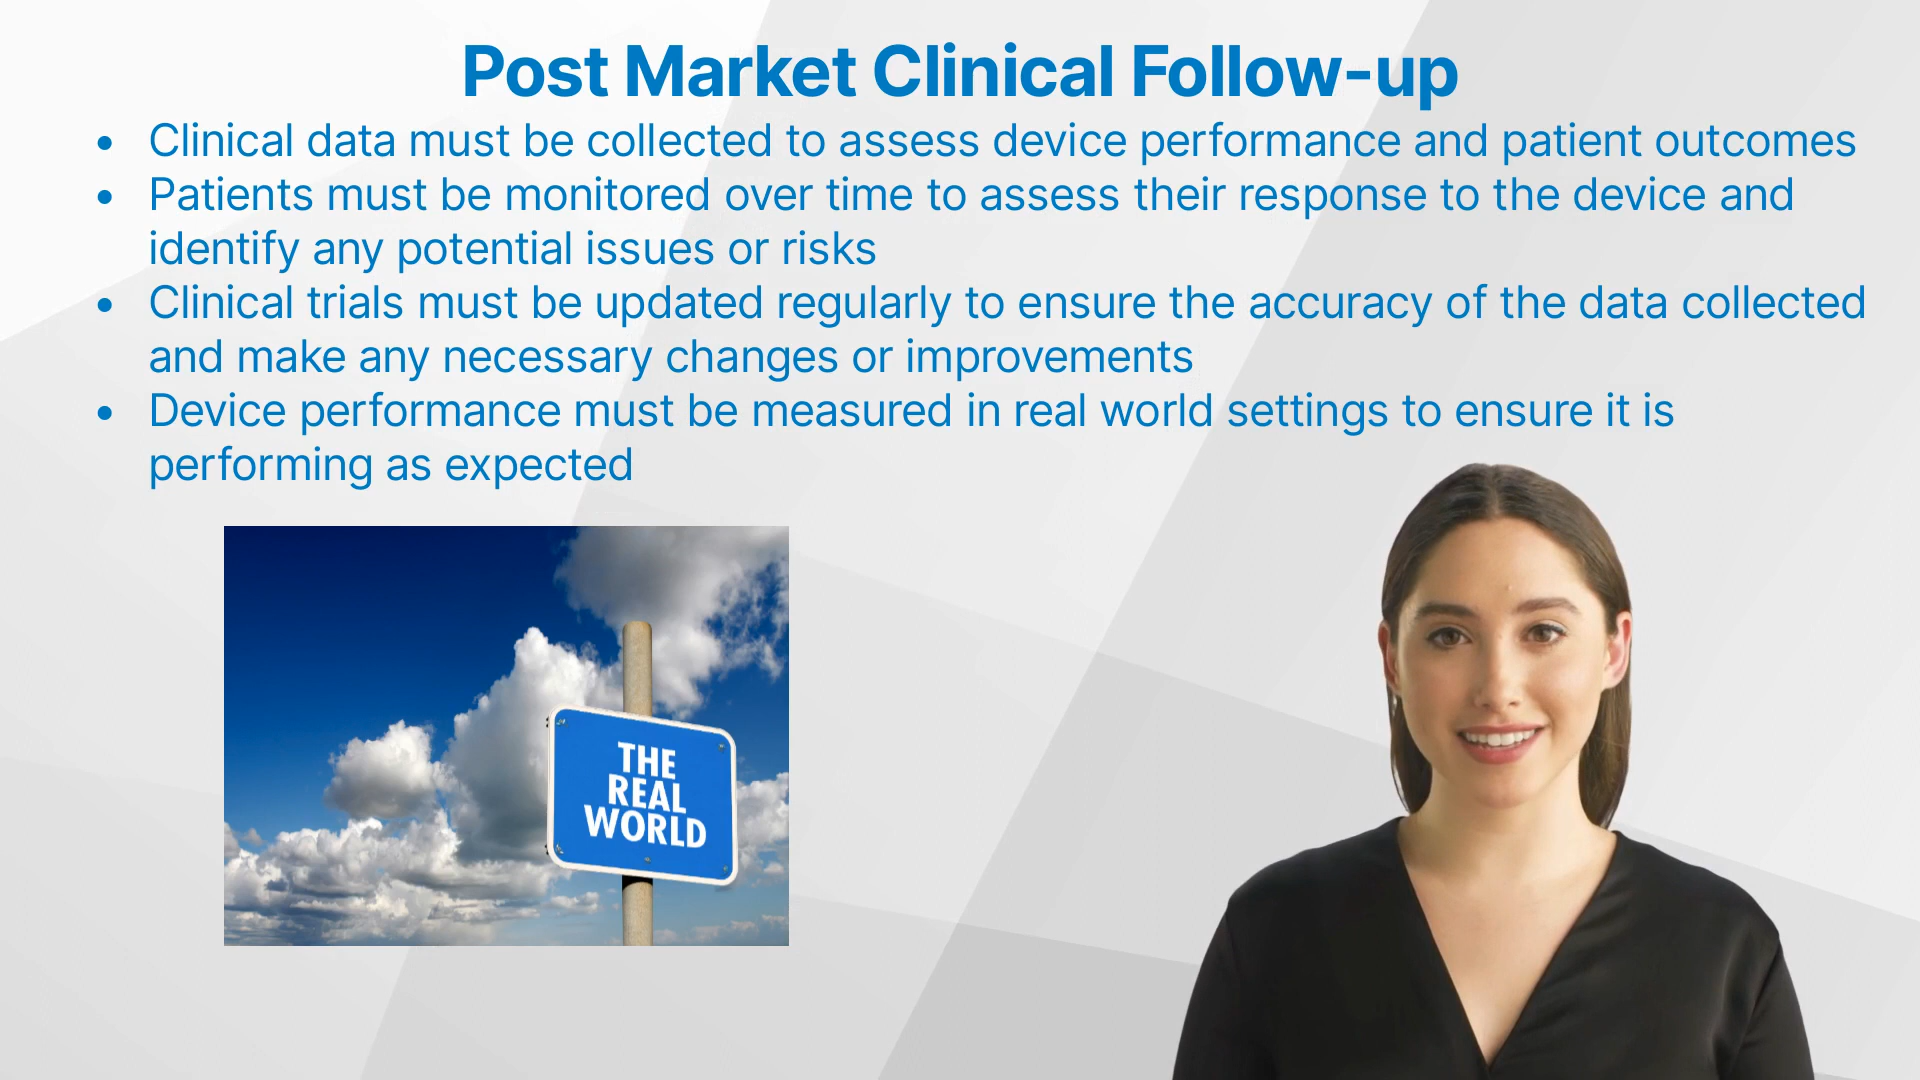 Post Market Clinical Follow-up
• Clinical data must be collected to assess device performance and patient outcomes
• Patients must be monitored over time to assess their response to the device and
identify any potential issues or risks
• Clinical trials must be updated regularly to ensure the accuracy of the data collected
and make any necessary changes or improvements
• Device performance must be measured in real world settings to ensure it is
performing as expected
THE
REAL
WORLD